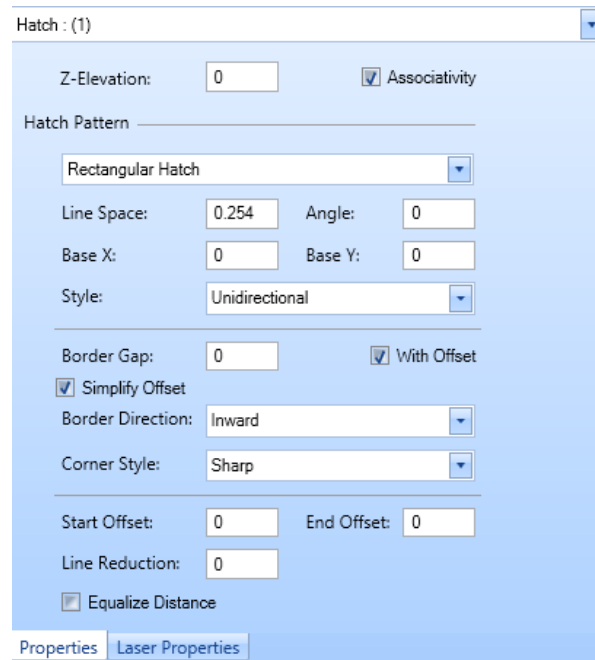 Hatch : (1)
Z-Elevation: 0 Associativity
Hatch Pattern
Rectangular Hatch
Line Space: 0.254 Angle: 0
Base X: 0 Base Y: 0
Style: Unidirectional
Border Gap: 0 With Offset
Simplify Offset
Border Direction: Inward
Corner Style: Sharp
Start Offset: 0 End Offset: 0
Line Reduction: 0
Equalize Distance
Properties Laser Properties